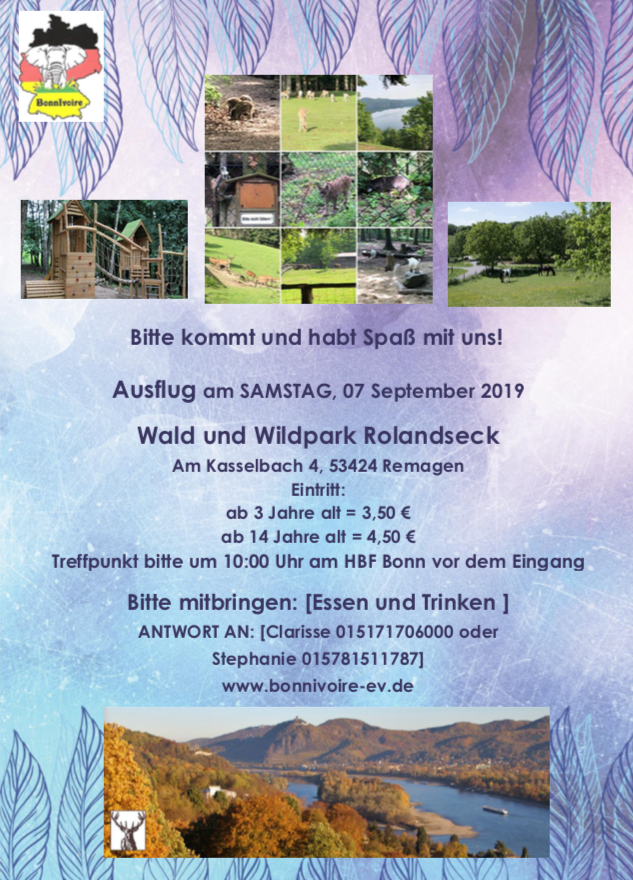 BonnIvoire
Bitte nicht füttern!
Bitte kommt und habt Spaß mit uns!
Ausflug am SAMSTAG, 07 September 2019
Wald und Wildpark Rolandseck
Am Kasselbach 4, 53424 Remagen
Eintritt:
ab 3 Jahre alt = 3,50 €
ab 14 Jahre alt = 4,50 €
Treffpunkt bitte um 10:00 Uhr am HBF Bonn vor dem Eingang
Bitte mitbringen: [Essen und Trinken ]
ANTWORT AN: [Clarisse 015171706000 oder
Stephanie 015781511787]
www.bonnivoire-ev.de